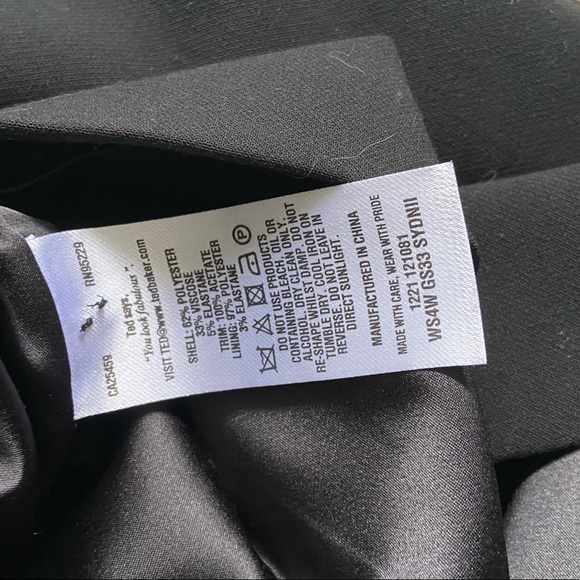 CA25459 RN95229
Ted says,
"You look fabulous".
VISIT TED@www.tedbaker.com
SHELL: 62% POLYESTER
33% VISCOSE
5% ELASTANE
TRIM: 100% ACETATE
LINING: 97% POLYESTER
3% ELASTANE
P
DO NOT USE PRODUCTS
CONTAINING BLEACH OIL OR
ALCOHOL. DRY CLEAN ONLY.
RE-SHAPE WHILST DAMP, DO NOT
TUMBLE DRY, COOL IRON ON
REVERSE. DO NOT LEAVE IN
DIRECT SUNLIGHT.
MANUFACTURED IN CHINA
MADE WITH CARE, WEAR WITH PRIDE
1221 121081
WS4W GS33 SYDNII